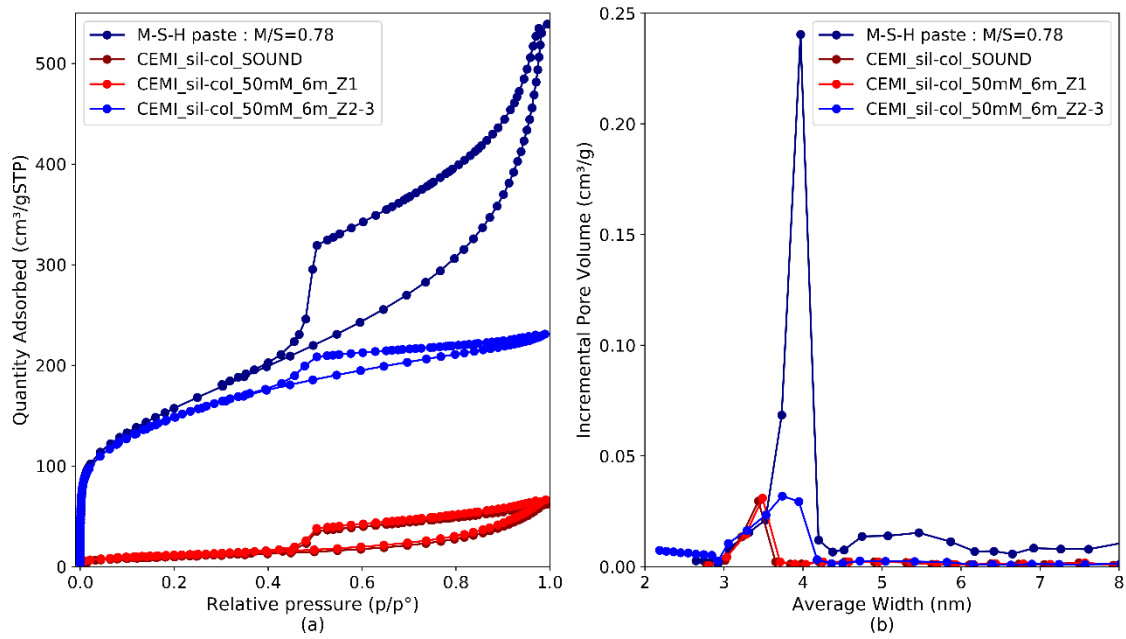 M-S-H paste : M/S=0.78
CEMI_sil-col_SOUND
CEMI_sil-col_50mM_6m_Z1
CEMI_sil-col_50mM_6m_Z2-3
500
400
300
200
100
0
Quantity Adsorbed (cm³/gSTP)
0.0 0.2 0.4 0.6 0.8 1.0
Relative pressure (p/p°)
(a)
M-S-H paste : M/S=0.78
CEMI_sil-col_SOUND
CEMI_sil-col_50mM_6m_Z1
CEMI_sil-col_50mM_6m_Z2-3
0.25
0.20
0.15
0.10
0.05
0.00
Incremental Pore Volume (cm³/g)
2 3 4 5 6 7 8
Average Width (nm)
(b)